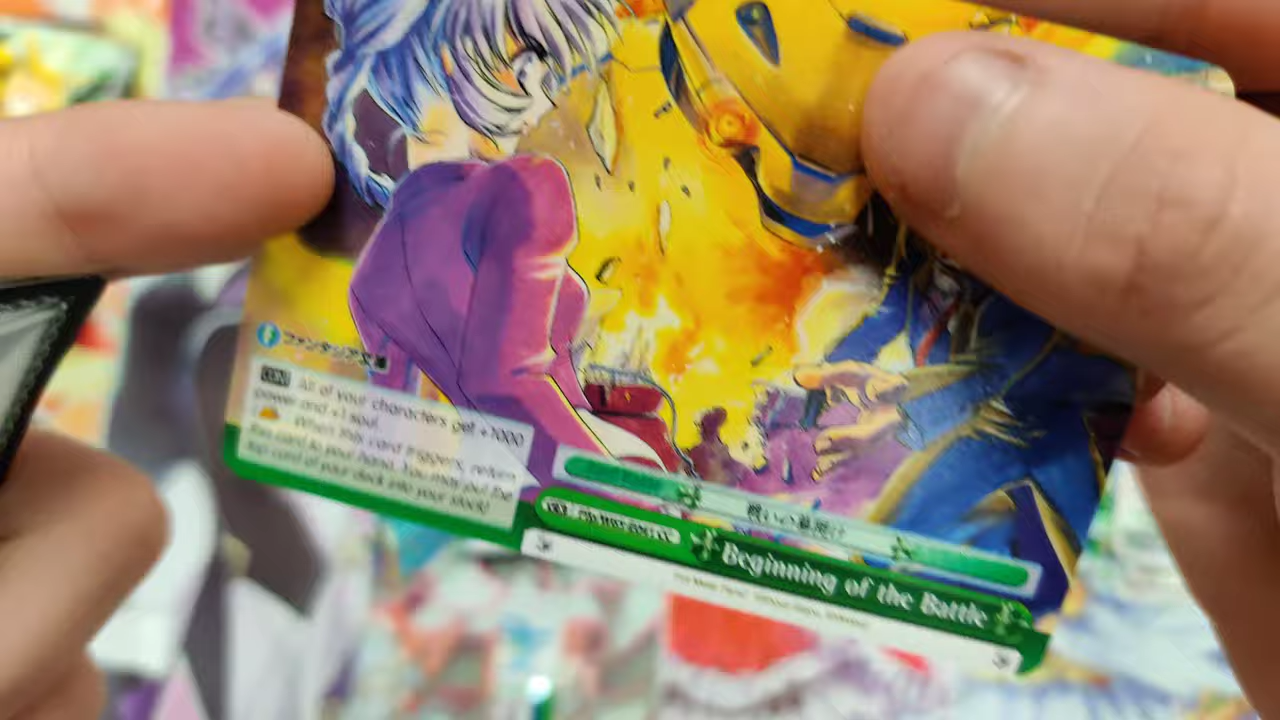 ファンタジア文庫
CONT All of your characters get +1000
power and +1 soul.
When this card triggers, return
this card to your hand. You may put the
top card of your deck into your stock
戦いの幕開け
Beginning of the Battle